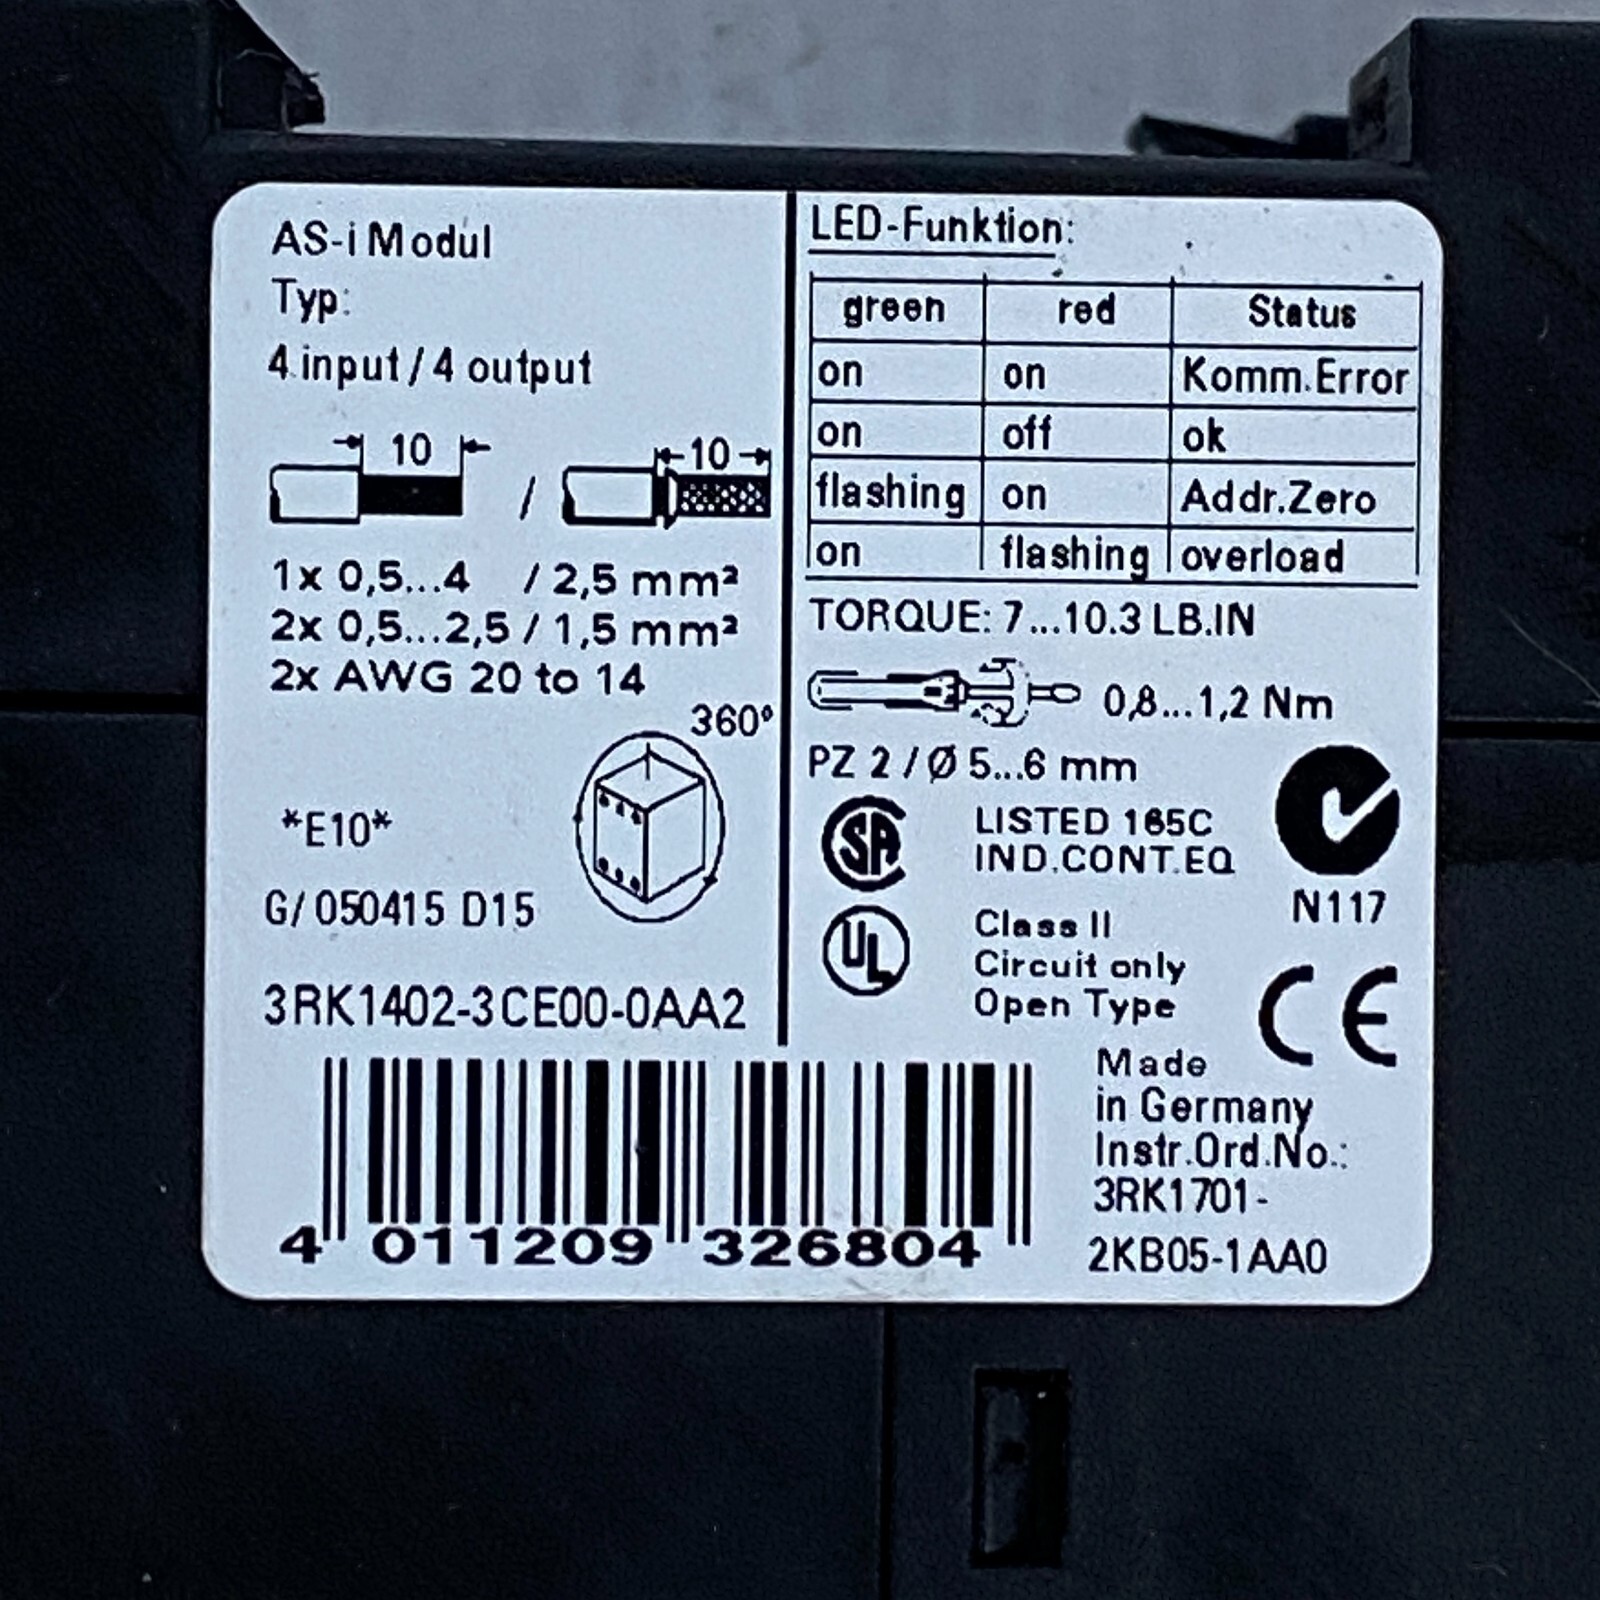 AS-i Modul
Typ:
4 input / 4 output
10 / 10
1x 0,5...4 / 2,5 mm²
2x 0,5...2,5 / 1,5 mm²
2x AWG 20 to 14
360°
*E10*
G/ 050415 D15
3RK1402-3CE00-0AA2
4 011209 326804
LED-Funktion:
green red Status
on on Komm.Error
on off ok
flashing on Addr.Zero
on flashing overload
TORQUE: 7...10.3 LB.IN
0,8...1,2 Nm
PZ 2 / Ø 5...6 mm
SA LISTED 165C
IND.CONT.EQ
N117
UL Class II
Circuit only
Open Type
CE
Made
in Germany
Instr.Ord.No.:
3RK1701-
2KB05-1AA0